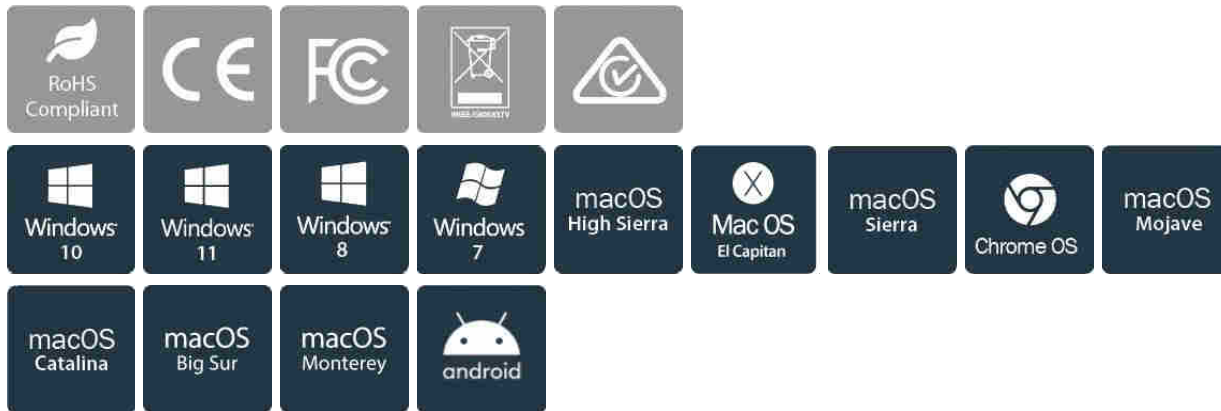 RoHS
Compliant
CE
FC
Windows
10
Windows
11
Windows
8
Windows
7
macOS
High Sierra
X
Mac OS
El Capitan
macOS
Sierra
Chrome OS
macOS
Mojave
macOS
Catalina
macOS
Big Sur
macOS
Monterey
android